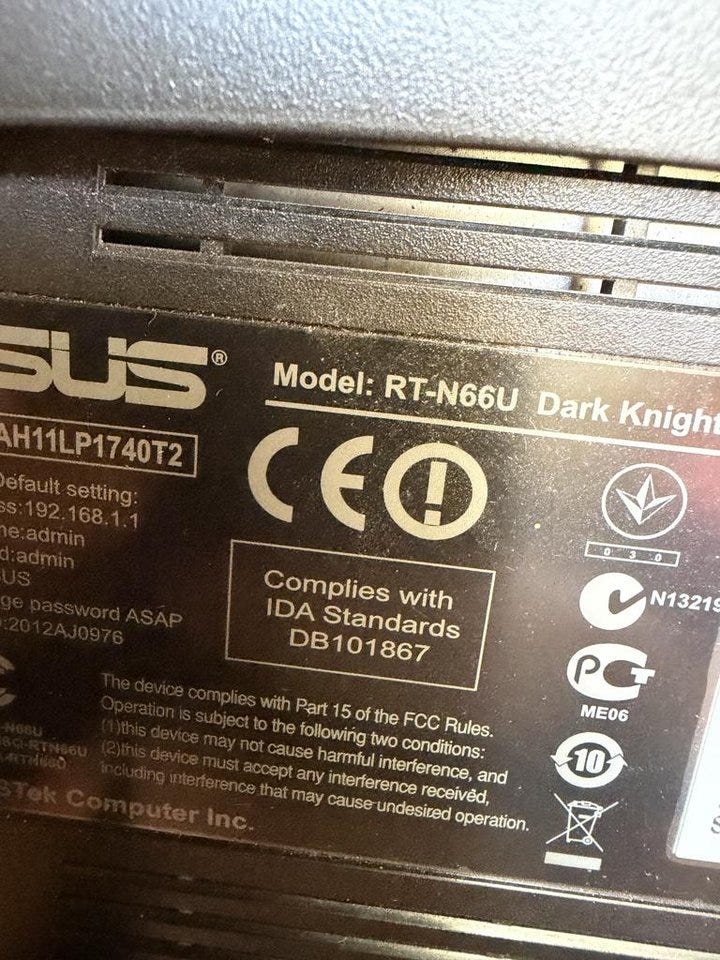 SUS®
Model: RT-N66U Dark Knight
AH11LP1740T2
Default setting:
ss:192.168.1.1
ne:admin
d:admin
US
ge password ASAP
:2012AJ0976
CE
Complies with
IDA Standards
DB101867
030
N13219
PCT
ME06
10
The device complies with Part 15 of the FCC Rules.
Operation is subject to the following two conditions:
(1)this device may not cause harmful interference, and
(2)this device must accept any interference received,
including interference that may cause undesired operation.
-N66U
STek Computer Inc.